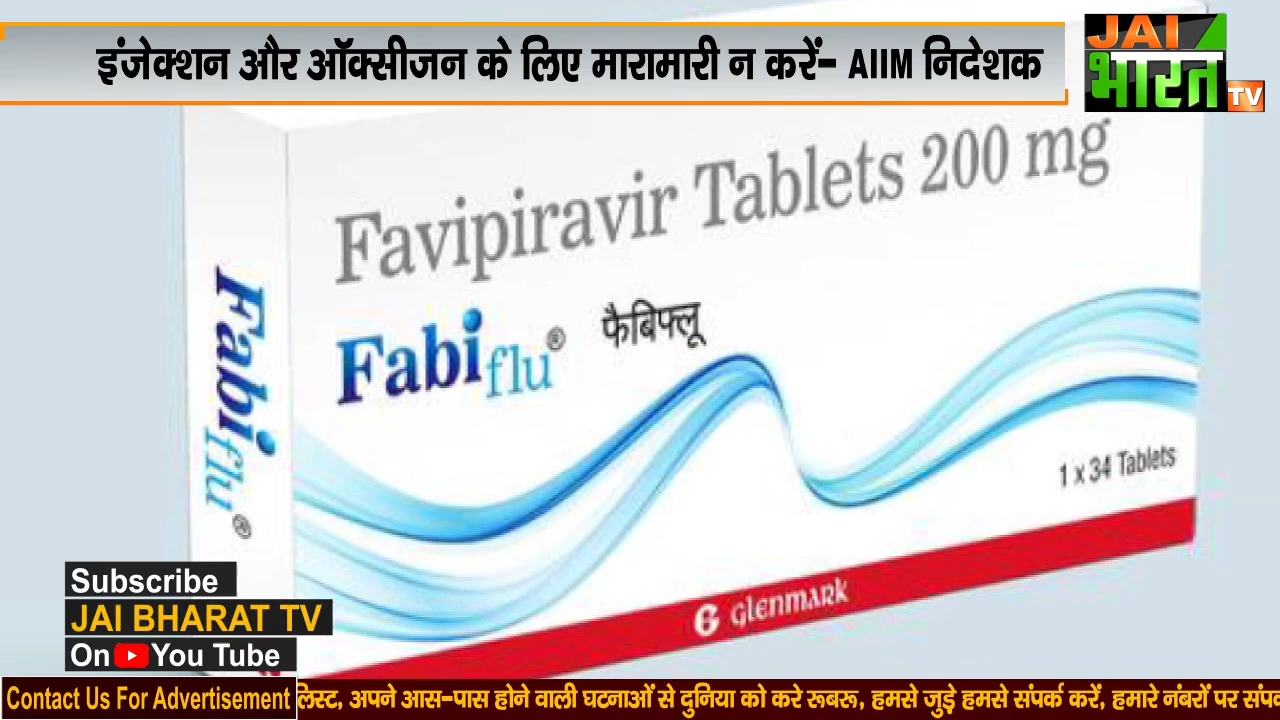 इंजेक्शन और ऑक्सीजन के लिए मारामारी न करें- AIIM निदेशक
JAI
भारत
TV
Favipiravir Tablets 200 mg
Fabiflu® फैबिफ्लू
Fabiflu®
1 x 34 Tablets
Glenmark
Subscribe
JAI BHARAT TV
On You Tube
Contact Us For Advertisement
लिस्ट, अपने आस-पास होने वाली घटनाओं से दुनिया को करे रूबरू, हमसे जुड़े हमसे संपर्क करें, हमारे नंबरों पर